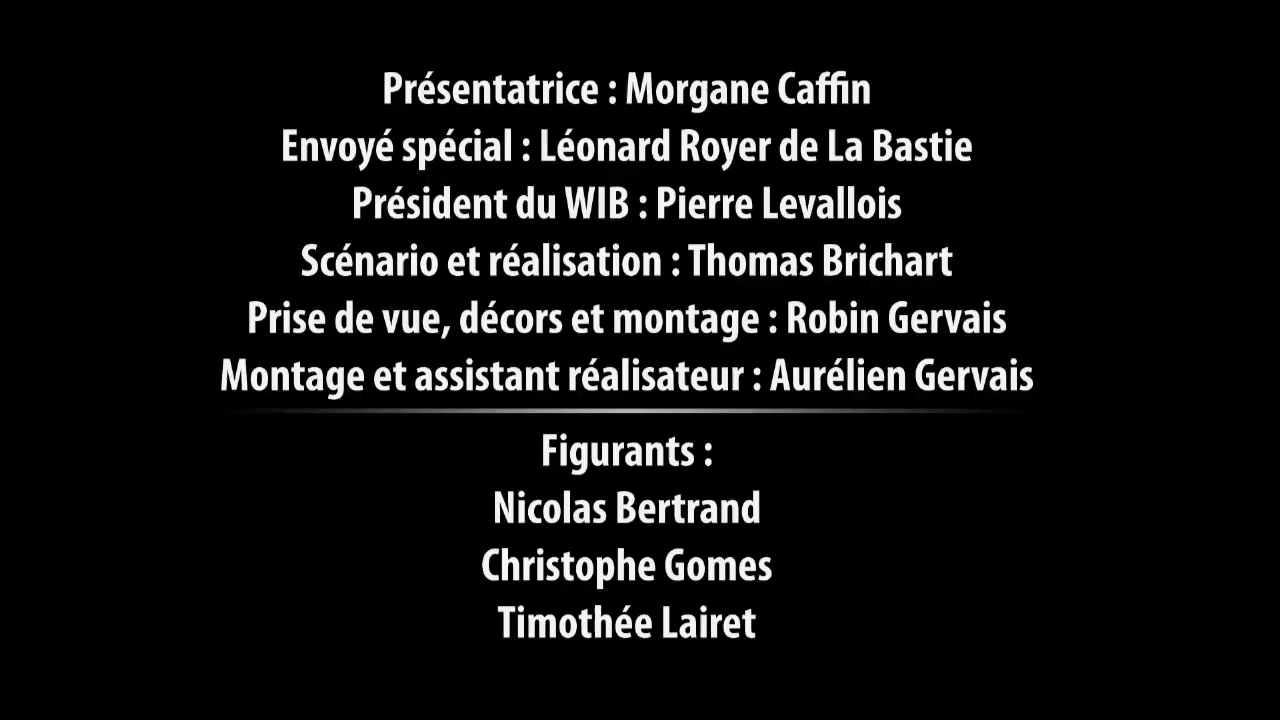 Présentatrice : Morgane Caffin
Envoyé spécial : Léonard Royer de La Bastie
Président du WIB : Pierre Levallois
Scénario et réalisation : Thomas Brichart
Prise de vue, décors et montage : Robin Gervais
Montage et assistant réalisateur : Aurélien Gervais
Figurants :
Nicolas Bertrand
Christophe Gomes
Timothée Lairet